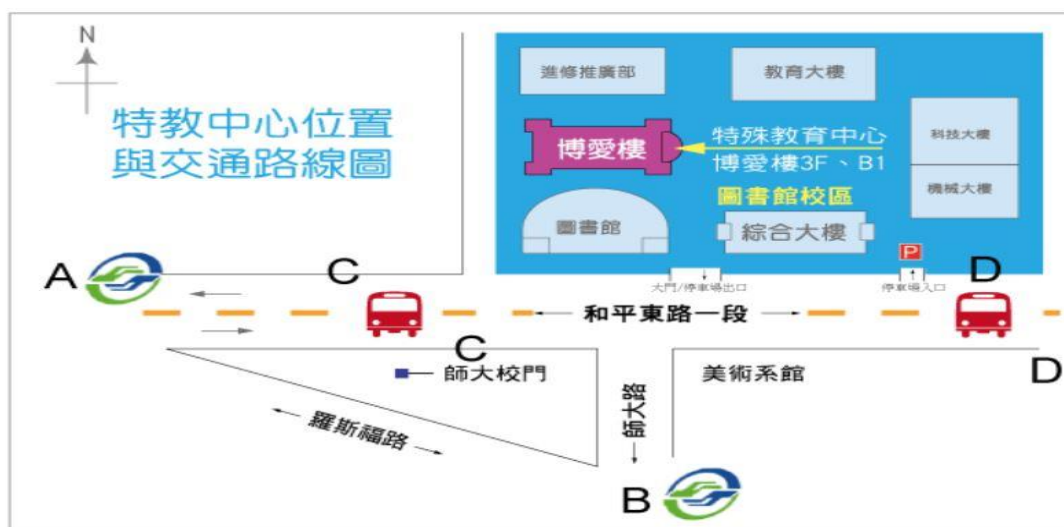 N
特教中心位置
與交通路線圖
進修推廣部
教育大樓
博愛樓
特殊教育中心
博愛樓3F、B1
科技大樓
圖書館校區
機械大樓
圖書館
綜合大樓
P
A
C
D
大門/停車場出口
停車場入口
和平東路一段
C
師大校門
美術系館
D
羅斯福路
師大路
B